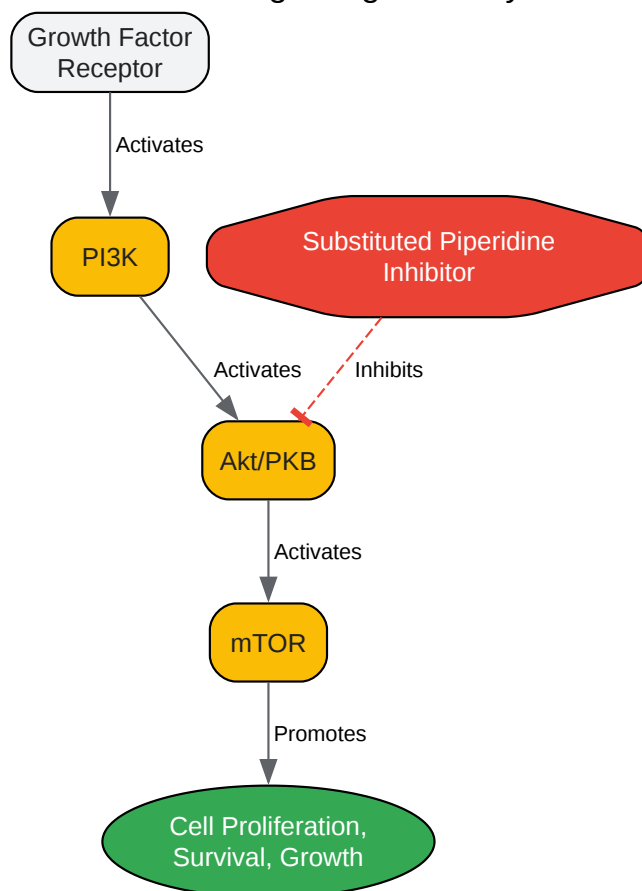 Growth Factor
Receptor
Activates
PI3K
Substituted Piperidine
Inhibitor
Activates
Inhibits
Akt/PKB
Activates
mTOR
Promotes
Cell Proliferation,
Survival, Growth